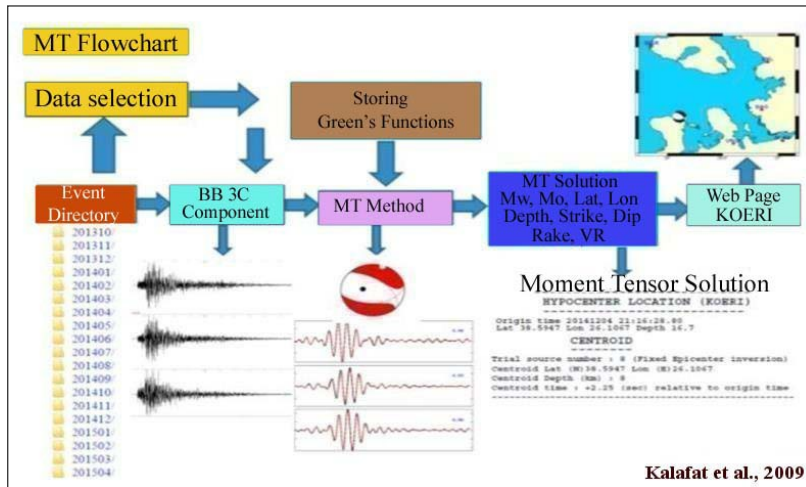 MT Flowchart
Data selection
Storing
Green's Functions
Event
Directory
BB 3C
Component
MT Method
MT Solution
Mw, Mo, Lat, Lon
Depth, Strike, Dip
Rake, VR
Web Page
KOERI
201310/
201311/
201312/
201401/
201402/
201403/
201404/
201405/
201406/
201407/
201408/
201409/
201410/
201411/
201412/
201501/
201502/
201503/
201504/
Moment Tensor Solution
HYPOCENTER LOCATION (KOERI)
Origin time 20141204 21:16:28.80
Lat 38.5947 Lon 26.1067 Depth 16.7
CENTROID
Trial source number : 8 (Fixed Epicenter inversion)
Centroid Lat (N)38.5947 Lon (E)26.1067
Centroid Depth (km) : 8
Centroid time : +2.25 (sec) relative to origin time
Kalafat et al., 2009